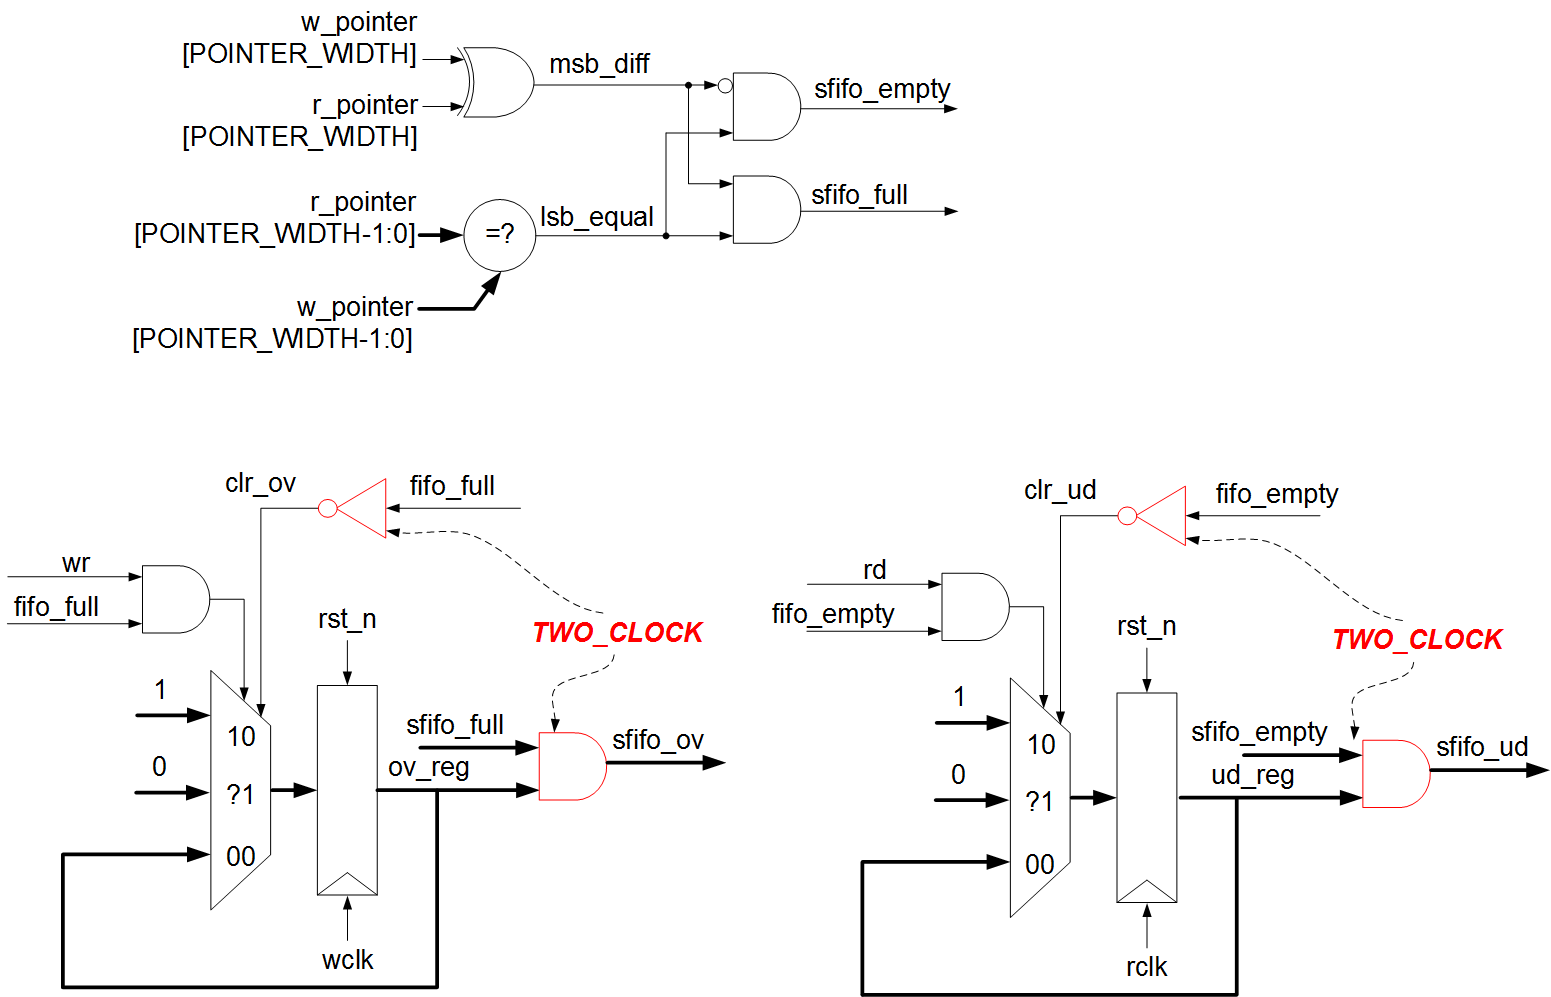 w_pointer
[POINTER_WIDTH]
msb_diff
sfifo_empty
r_pointer
[POINTER_WIDTH]
r_pointer
[POINTER_WIDTH-1:0]
=?
lsb_equal
sfifo_full
w_pointer
[POINTER_WIDTH-1:0]
clr_ov
fifo_full
wr
fifo_full
rst_n
TWO_CLOCK
1
10
sfifo_full
sfifo_ov
0
?1
ov_reg
00
wclk
clr_ud
fifo_empty
rd
fifo_empty
rst_n
TWO_CLOCK
1
10
sfifo_empty
sfifo_ud
0
?1
ud_reg
00
rclk